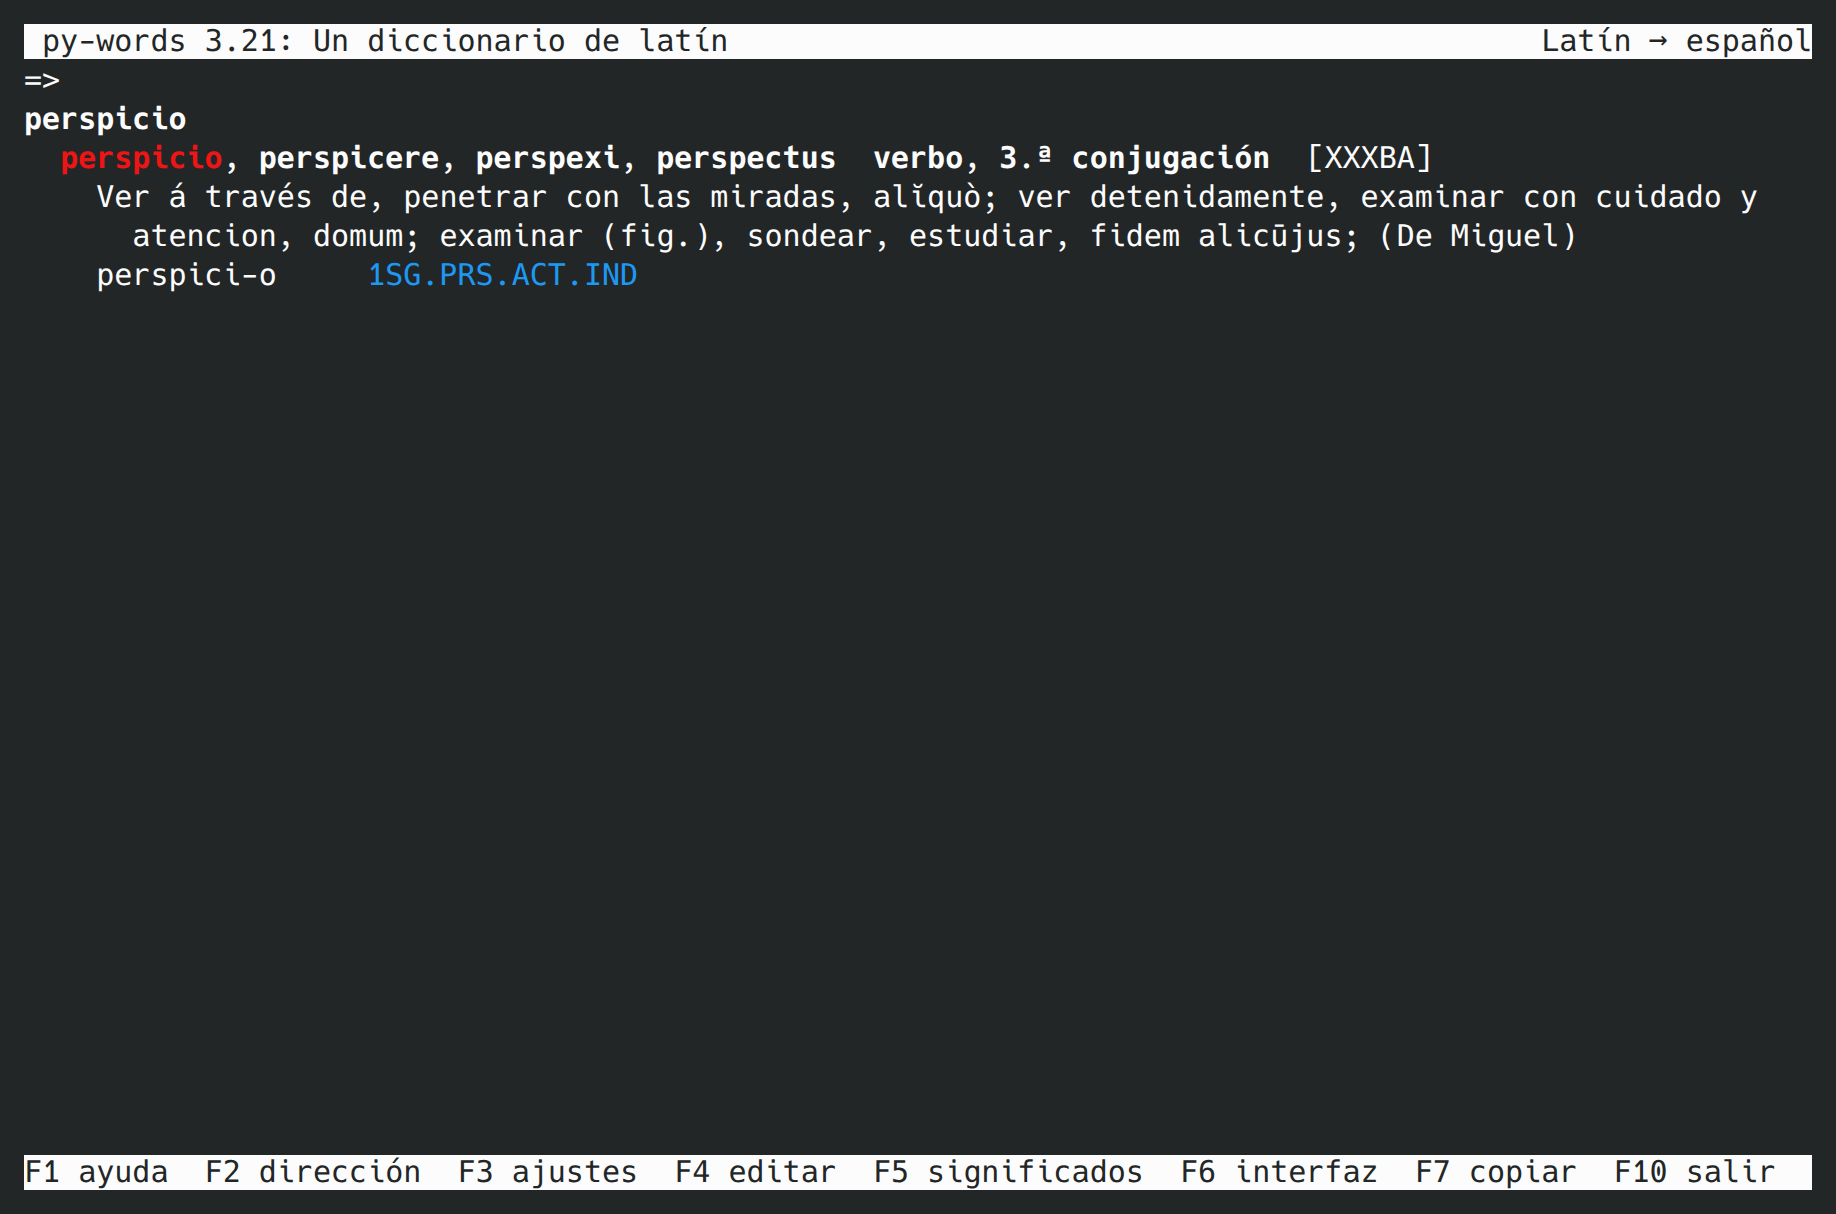 py-words 3.21: Un diccionario de latín Latín → español
=>
perspicio
perspicio, perspicere, perspexi, perspectus verbo, 3.ª conjugación [XXXBA]
Ver á través de, penetrar con las miradas, alĭquò; ver detenidamente, examinar con cuidado y
atencion, domum; examinar (fig.), sondear, estudiar, fidem alicūjus; (De Miguel)
perspici-o 1SG.PRS.ACT.IND
F1 ayuda F2 dirección F3 ajustes F4 editar F5 significados F6 interfaz F7 copiar F10 salir